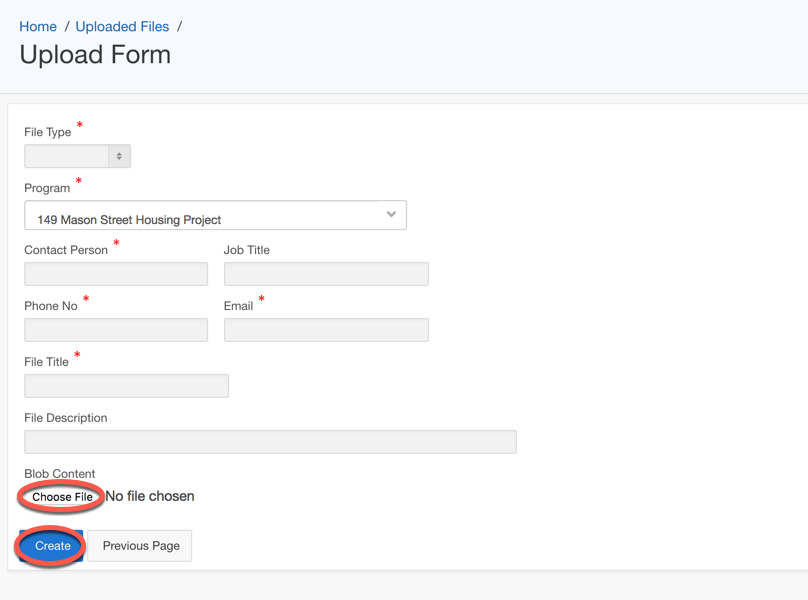 Home / Uploaded Files /
Upload Form
File Type *
Program *
149 Mason Street Housing Project
Contact Person * Job Title
Phone No * Email *
File Title *
File Description
Blob Content
Choose File No file chosen
Create Previous Page